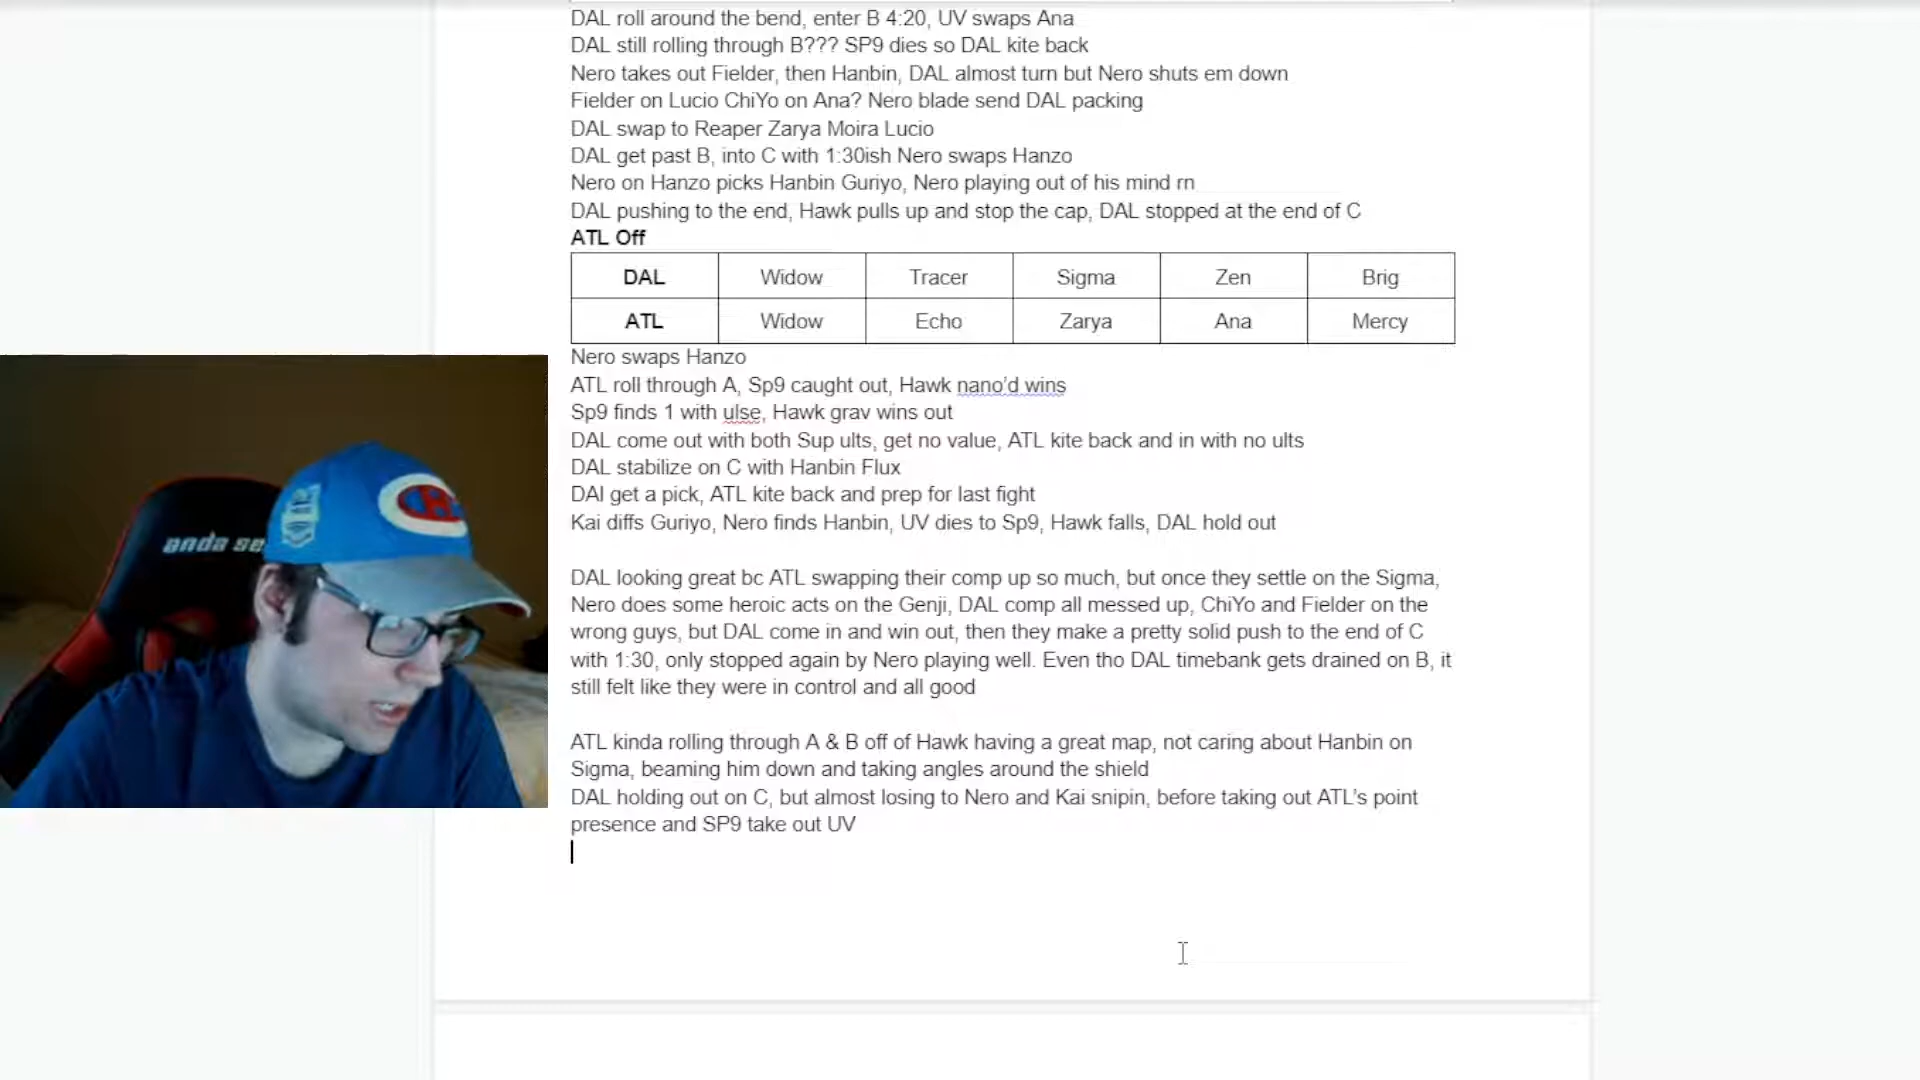 DAL roll around the bend, enter B 4:20, UV swaps Ana
DAL still rolling through B??? SP9 dies so DAL kite back
Nero takes out Fielder, then Hanbin, DAL almost turn but Nero shuts em down
Fielder on Lucio ChiYo on Ana? Nero blade send DAL packing
DAL swap to Reaper Zarya Moira Lucio
DAL get past B, into C with 1:30ish Nero swaps Hanzo
Nero on Hanzo picks Hanbin Guriyo, Nero playing out of his mind rn
DAL pushing to the end, Hawk pulls up and stop the cap, DAL stopped at the end of C
ATL Off
DAL Widow Tracer Sigma Zen Brig
ATL Widow Echo Zarya Ana Mercy
Nero swaps Hanzo
ATL roll through A, Sp9 caught out, Hawk nano'd wins
Sp9 finds 1 with ulse, Hawk grav wins out
DAL come out with both Sup ults, get no value, ATL kite back and in with no ults
DAL stabilize on C with Hanbin Flux
DAl get a pick, ATL kite back and prep for last fight
Kai diffs Guriyo, Nero finds Hanbin, UV dies to Sp9, Hawk falls, DAL hold out
DAL looking great bc ATL swapping their comp up so much, but once they settle on the Sigma,
Nero does some heroic acts on the Genji, DAL comp all messed up, ChiYo and Fielder on the
wrong guys, but DAL come in and win out, then they make a pretty solid push to the end of C
with 1:30, only stopped again by Nero playing well. Even tho DAL timebank gets drained on B, it
still felt like they were in control and all good
ATL kinda rolling through A & B off of Hawk having a great map, not caring about Hanbin on
Sigma, beaming him down and taking angles around the shield
DAL holding out on C, but almost losing to Nero and Kai snipin, before taking out ATL's point
presence and SP9 take out UV
anda se